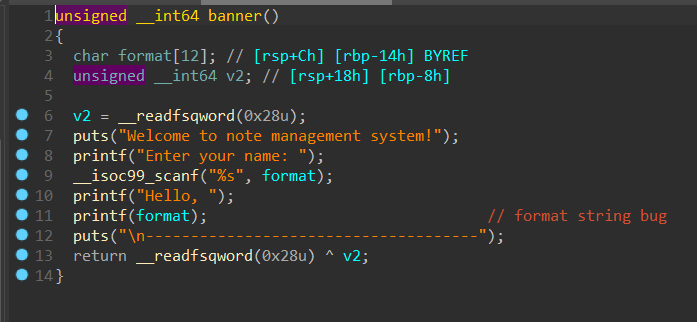 1 unsigned __int64 banner()
2 {
3   char format[12]; // [rsp+Ch] [rbp-14h] BYREF
4   unsigned __int64 v2; // [rsp+18h] [rbp-8h]
5
6   v2 = __readfsqword(0x28u);
7   puts("Welcome to note management system!");
8   printf("Enter your name: ");
9   __isoc99_scanf("%s", format);
10   printf("Hello, ");
11   printf(format);                              // format string bug
12   puts("\n------------------------------------");
13   return __readfsqword(0x28u) ^ v2;
14 }